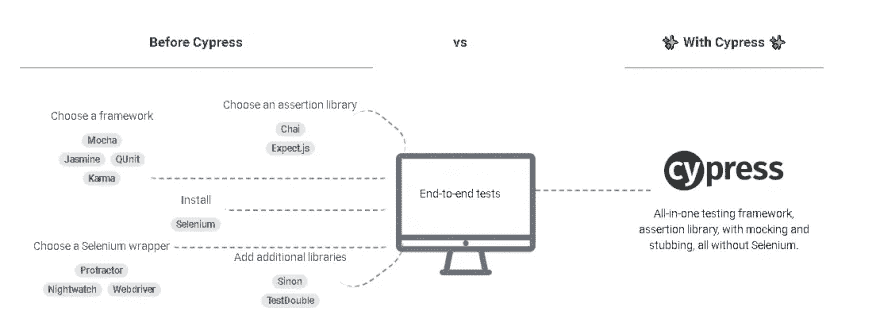 Before Cypress
vs
With Cypress
Choose a framework
Mocha
Jasmine QUnit
Karma
Choose an assertion library
Chai
Expect.js
Install
Selenium
Choose a Selenium wrapper
Protractor
Nightwatch Webdriver
Add additional libraries
Sinon
TestDouble
End-to-end tests
cypress
All-in-one testing framework,
assertion library, with mocking and
stubbing, all without Selenium.